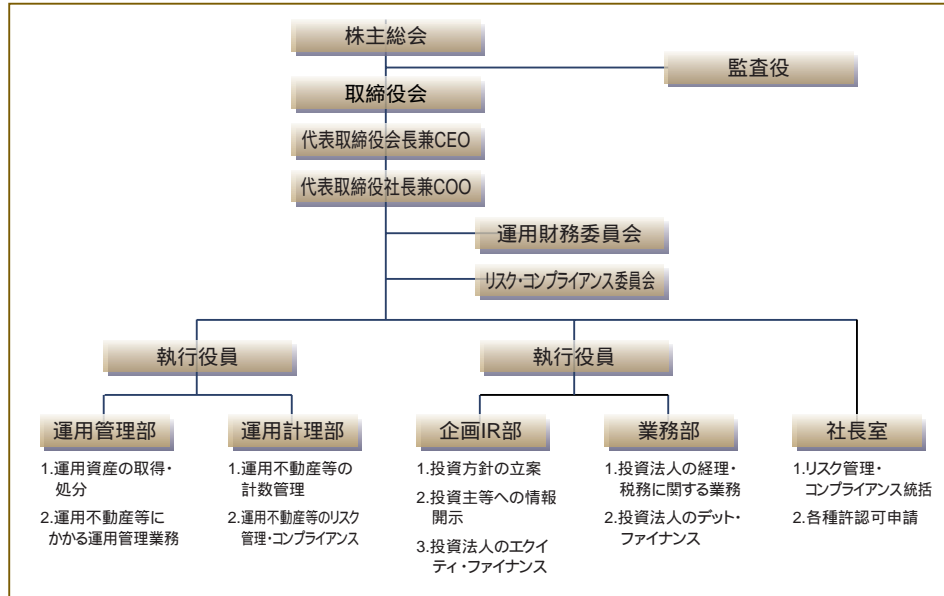 株主総会
監査役
取締役会
代表取締役会長兼CEO
代表取締役社長兼COO
運用財務委員会
リスク・コンプライアンス委員会
執行役員
執行役員
運用管理部
運用計理部
企画IR部
業務部
社長室
1.運用資産の取得・
処分
2.運用不動産等に
かかる運用管理業務
1.運用不動産等の
計数管理
2.運用不動産等のリスク
管理・コンプライアンス
1.投資方針の立案
2.投資主等への情報
開示
3.投資法人のエクイ
ティ・ファイナンス
1.投資法人の経理・
税務に関する業務
2.投資法人のデット・
ファイナンス
1.リスク管理・
コンプライアンス統括
2.各種許認可申請